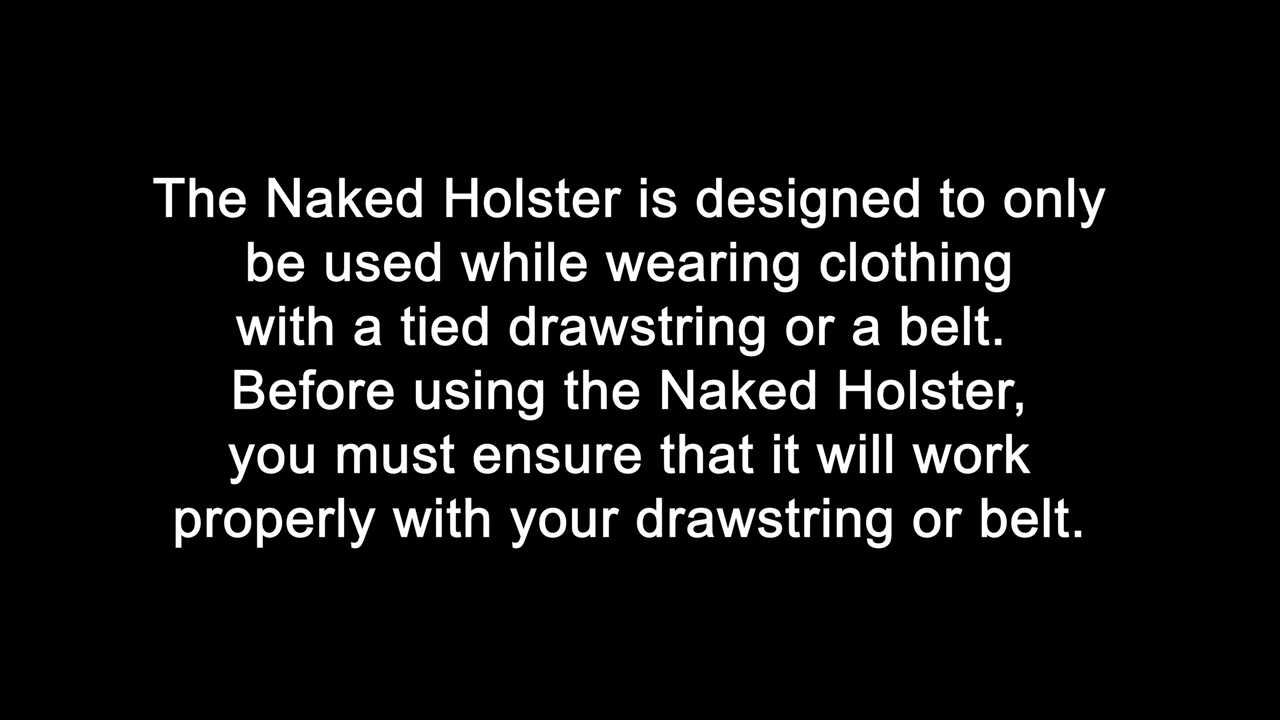 The Naked Holster is designed to only
be used while wearing clothing
with a tied drawstring or a belt.
Before using the Naked Holster,
you must ensure that it will work
properly with your drawstring or belt.